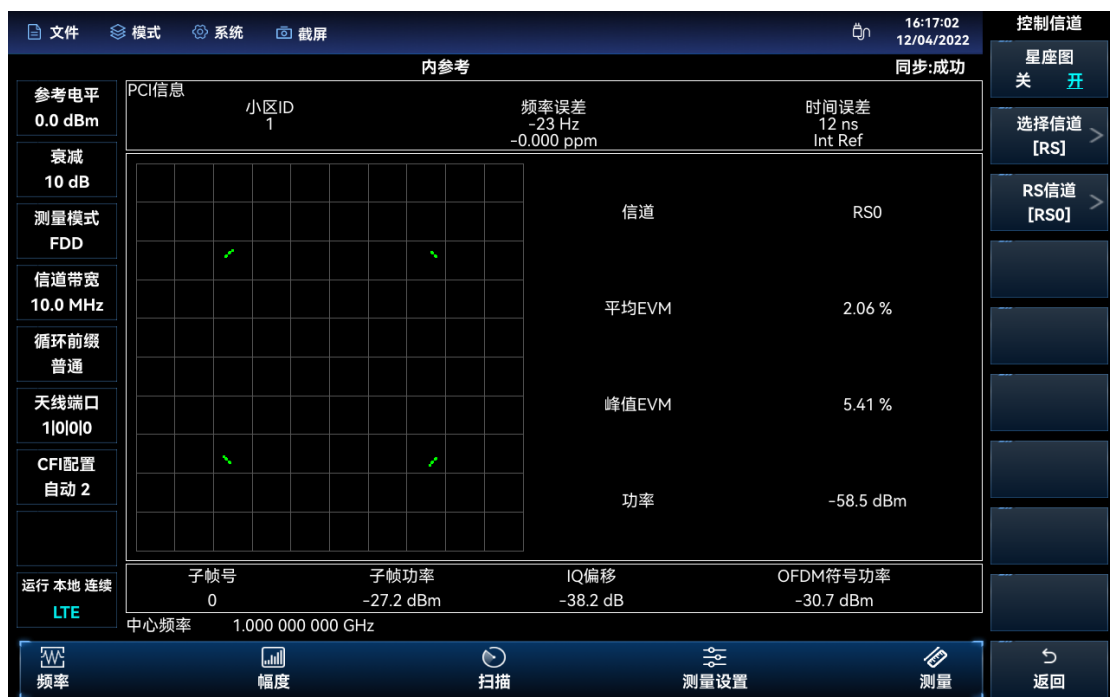 文件 模式 系统 截屏 16:17:02
12/04/2022
内参考 同步:成功
参考电平
0.0 dBm
衰减
10 dB
测量模式
FDD
信道带宽
10.0 MHz
循环前缀
普通
天线端口
1|0|0|0
CFI配置
自动 2
运行 本地 连续
LTE
PCI信息
小区ID 频率误差 时间误差
1 -23 Hz 12 ns
-0.000 ppm Int Ref
信道 RS0
平均EVM 2.06 %
峰值EVM 5.41 %
功率 -58.5 dBm
子帧号 子帧功率 IQ偏移 OFDM符号功率
0 -27.2 dBm -38.2 dB -30.7 dBm
中心频率 1.000 000 000 GHz
控制信道
星座图
关 开
选择信道 >
[RS]
RS信道 >
[RS0]
频率 幅度 扫描 测量设置 测量 返回